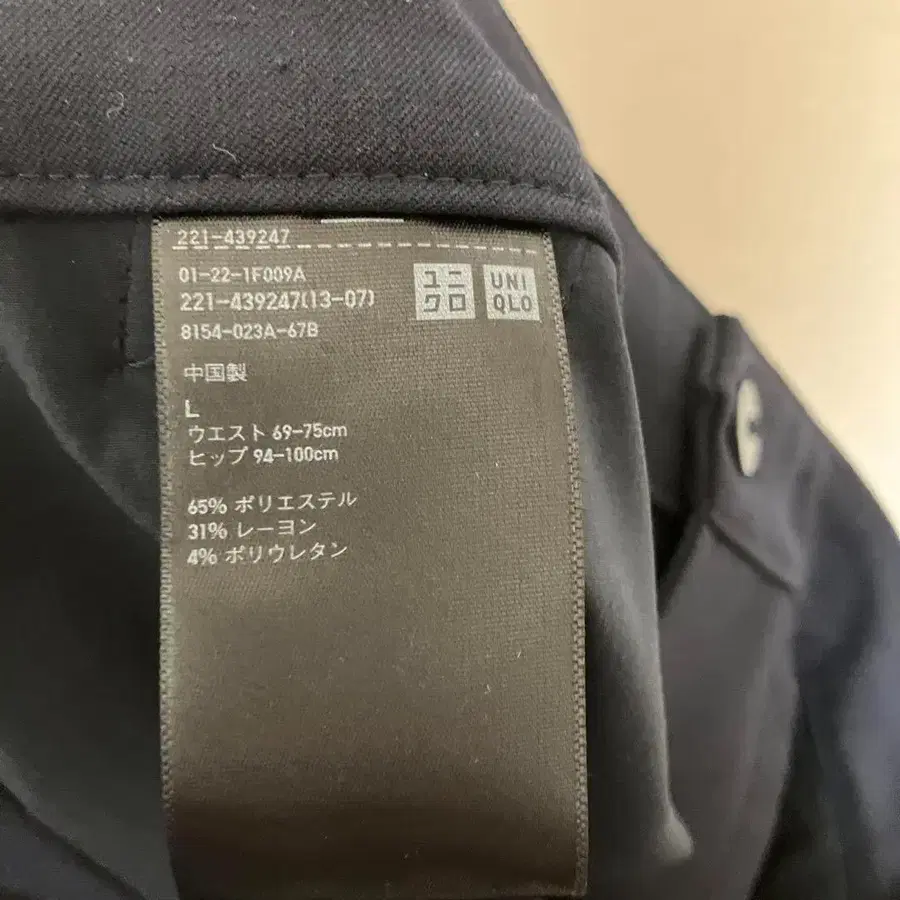 221-439247
01-22-1F009A
221-439247(13-07)
8154-023A-67B
ユニ
クロ
UNI
QLO
中国製
L
ウエスト 69-75cm
ヒップ 94-100cm
65% ポリエステル
31% レーヨン
4% ポリウレタン